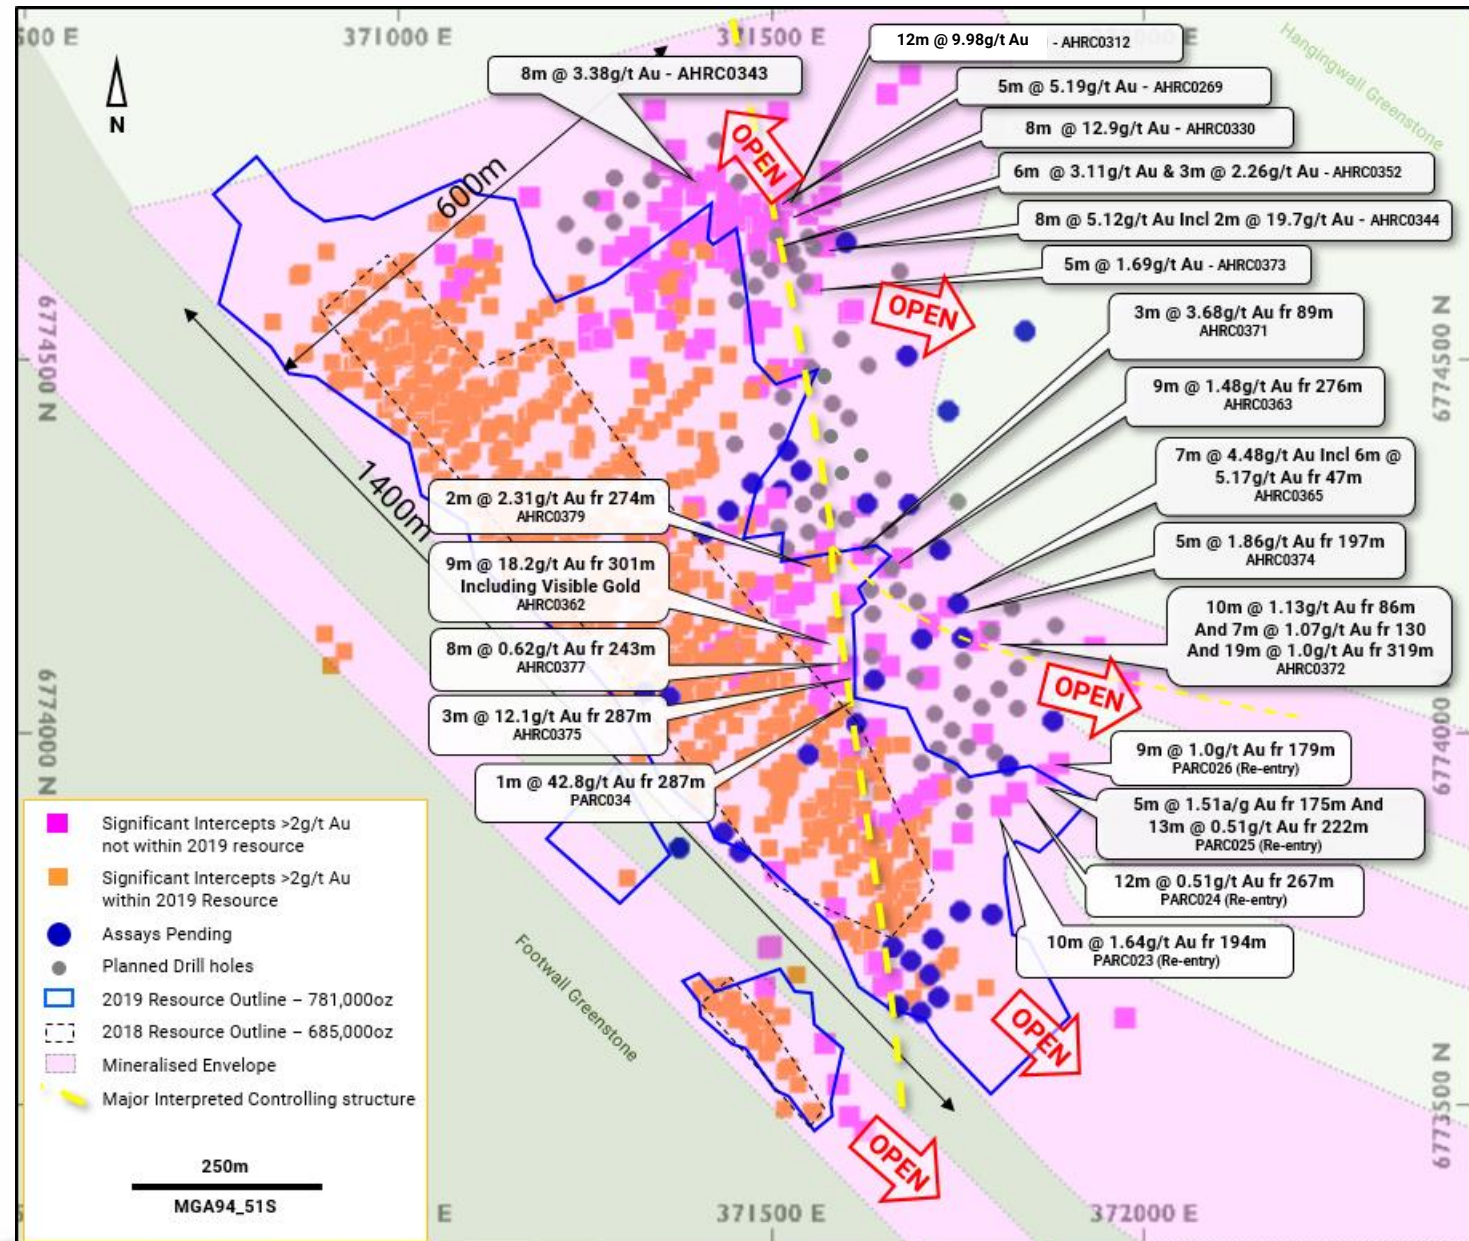 500 E
371000 E
371500 E
N
Hangingwall Greenstone
12m @ 9.98g/t Au - AHRC0312
8m @ 3.38g/t Au - AHRC0343
5m @ 5.19g/t Au - AHRC0269
8m @ 12.9g/t Au - AHRC0330
6m @ 3.11g/t Au & 3m @ 2.26g/t Au - AHRC0352
8m @ 5.12g/t Au Incl 2m @ 19.7g/t Au - AHRC0344
5m @ 1.69g/t Au - AHRC0373
OPEN
OPEN
600m
1400m
6774500 N
6774500 N
3m @ 3.68g/t Au fr 89m
AHRC0371
9m @ 1.48g/t Au fr 276m
AHRC0363
7m @ 4.48g/t Au Incl 6m @
5.17g/t Au fr 47m
AHRC0365
5m @ 1.86g/t Au fr 197m
AHRC0374
10m @ 1.13g/t Au fr 86m
And 7m @ 1.07g/t Au fr 130
And 19m @ 1.0g/t Au fr 319m
AHRC0372
OPEN
2m @ 2.31g/t Au fr 274m
AHRC0379
9m @ 18.2g/t Au fr 301m
Including Visible Gold
AHRC0362
8m @ 0.62g/t Au fr 243m
AHRC0377
3m @ 12.1g/t Au fr 287m
AHRC0375
1m @ 42.8g/t Au fr 287m
PARC034
6774000 N
6774000 N
9m @ 1.0g/t Au fr 179m
PARC026 (Re-entry)
5m @ 1.51a/g Au fr 175m And
13m @ 0.51g/t Au fr 222m
PARC025 (Re-entry)
12m @ 0.51g/t Au fr 267m
PARC024 (Re-entry)
10m @ 1.64g/t Au fr 194m
PARC023 (Re-entry)
OPEN
OPEN
Footwall Greenstone
6773500 N
Significant Intercepts >2g/t Au
not within 2019 resource
Significant Intercepts >2g/t Au
within 2019 Resource
Assays Pending
Planned Drill holes
2019 Resource Outline – 781,000oz
2018 Resource Outline – 685,000oz
Mineralised Envelope
Major Interpreted Controlling structure
250m
MGA94_51S
E
371500 E
372000 E